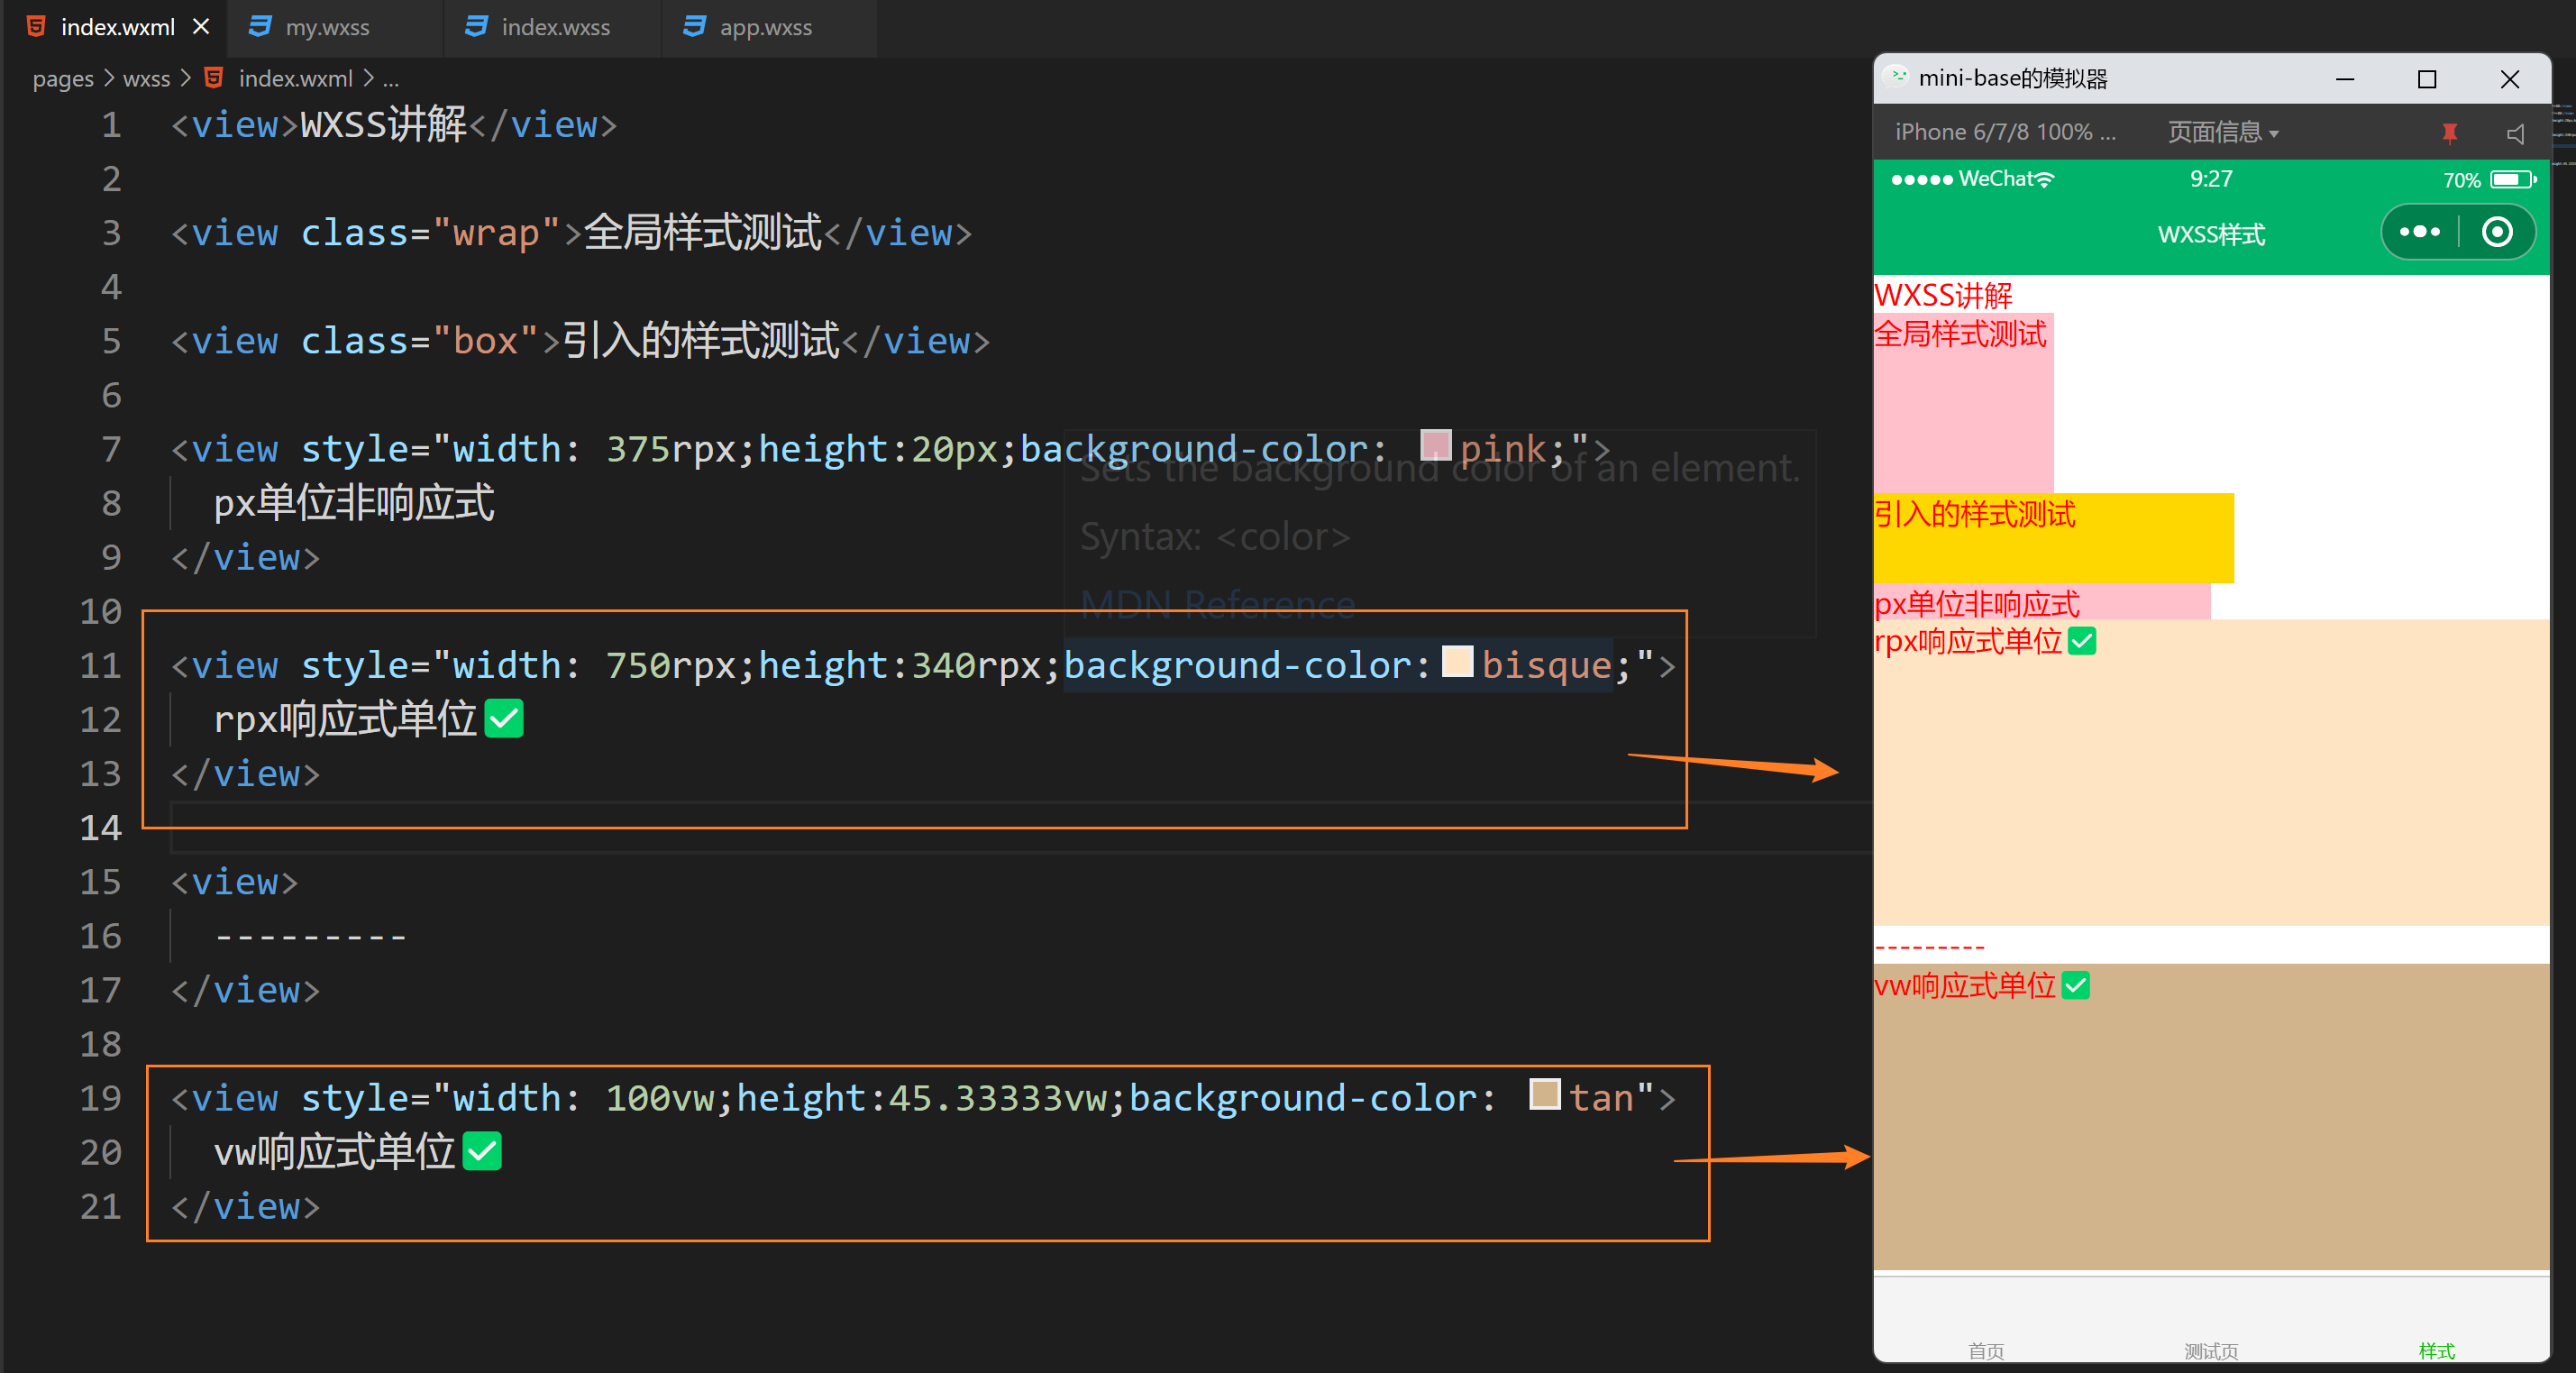 index.wxml
my.wxss
index.wxss
app.wxss
pages > wxss > index.wxml > ...
1 <view>WXSS讲解</view>
2
3 <view class="wrap">全局样式测试</view>
4
5 <view class="box">引入的样式测试</view>
6
7 <view style="width: 375rpx;height:20px;background-color: pink;">
8 px单位非响应式
9 </view>
10
11 <view style="width: 750rpx;height:340rpx;background-color:bisque;">
12 rpx响应式单位✅
13 </view>
14
15 <view>
16 ---------
17 </view>
18
19 <view style="width: 100vw;height:45.33333vw;background-color: tan">
20 vw响应式单位✅
21 </view>
Sets the background color of an element.
Syntax: <color>
MDN Reference
mini-base的模拟器
iPhone 6/7/8 100% ... 页面信息
WeChat 9:27 70%
WXSS样式
WXSS讲解
全局样式测试
引入的样式测试
px单位非响应式
rpx响应式单位✅
---------
vw响应式单位✅
首页 测试页 样式